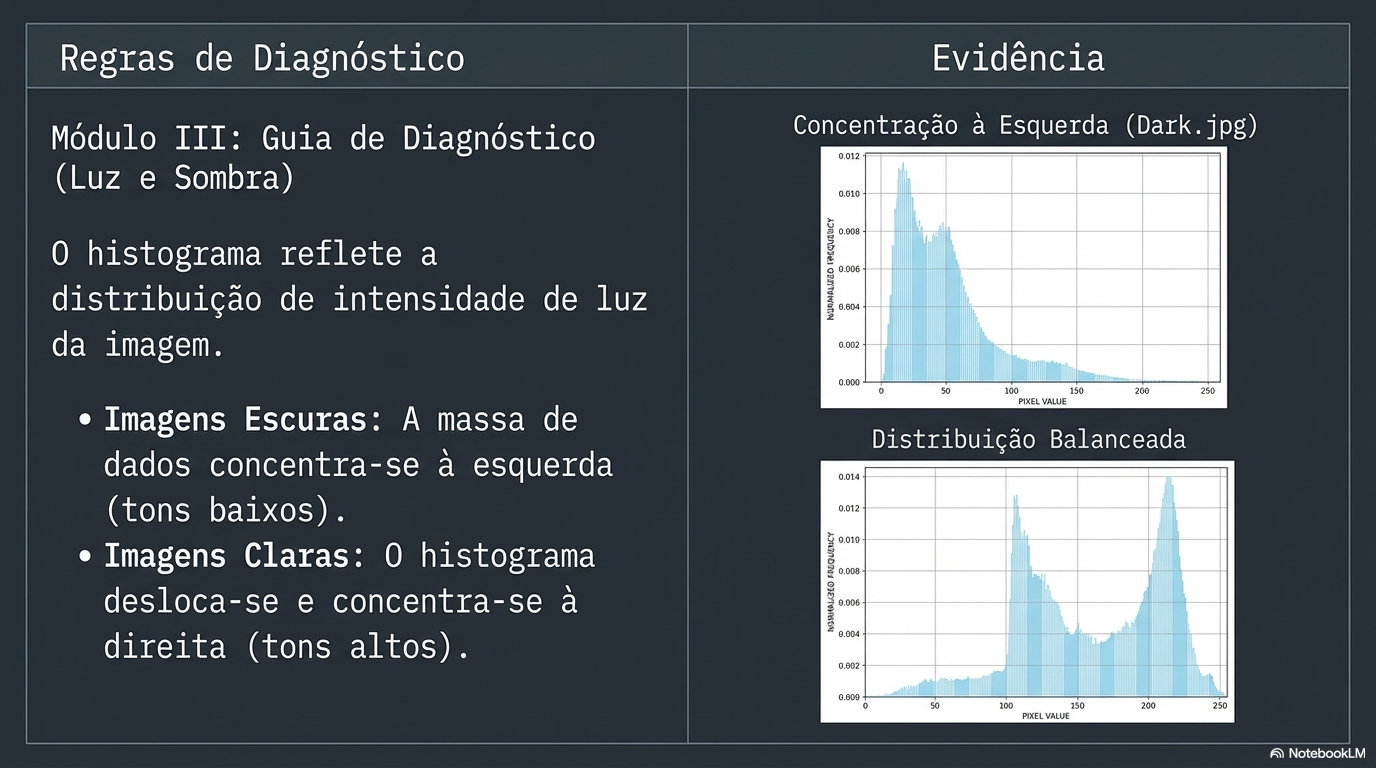 Regras de Diagnóstico
Módulo III: Guia de Diagnóstico
(Luz e Sombra)
O histograma reflete a
distribuição de intensidade de luz
da imagem.
• Imagens Escuras: A massa de
dados concentra-se à esquerda
(tons baixos).
• Imagens Claras: O histograma
desloca-se e concentra-se à
direita (tons altos).
Evidência
Concentração à Esquerda (Dark.jpg)
0.012
0.010
0.008
0.006
6.604
0.002
0.000
0 50 100 150 200 250
PIXEL VALUE
Distribuição Balanceada
0.014
0.012
0.010
0.008
0.006
0.004
0.002
0.609
0 50 100 150 200 250
PIXEL VALUE
NotebookLM